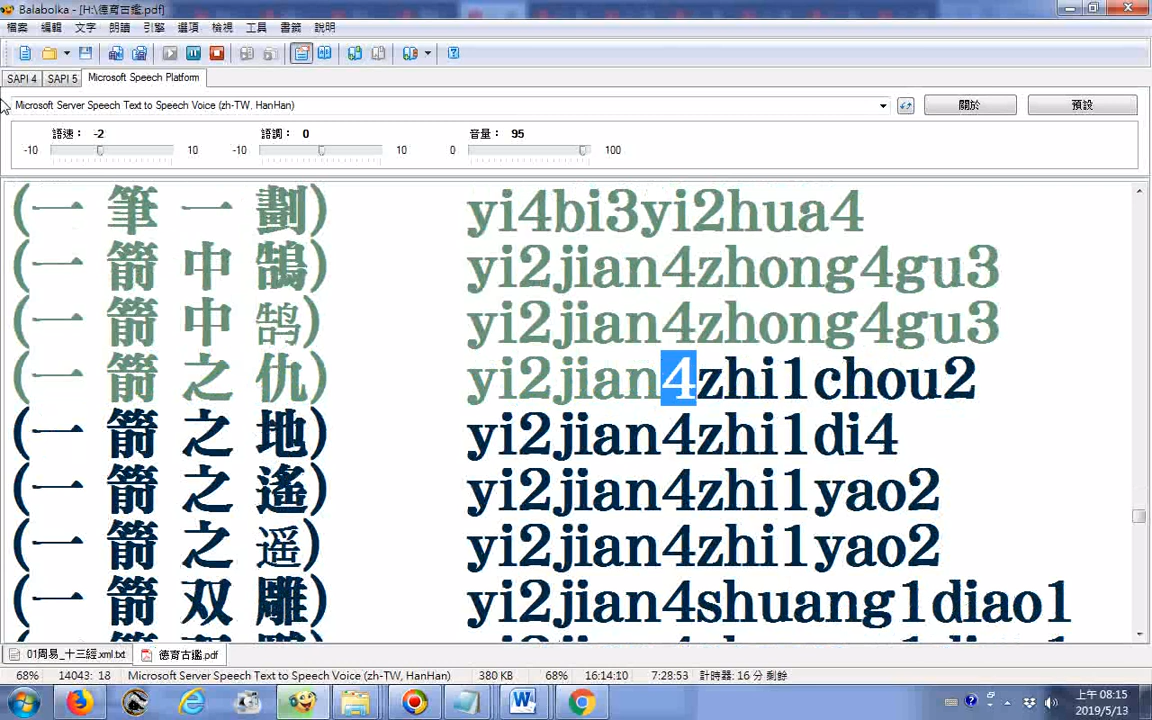 Balabolka - [H:\德育古鑑.pdf]
檔案 編輯 文字 朗讀 引擎 選項 檢視 工具 書籤 說明
SAPI 4 SAPI 5 Microsoft Speech Platform
Microsoft Server Speech Text to Speech Voice (zh-TW, HanHan) 關於 預設
語速: -2 語調: 0 音量: 95
-10 10 -10 10 0 100
(一 筆 一 劃) yi4bi3yi2hua4
(一 箭 中 鵠) yi2jian4zhong4gu3
(一 箭 中 鹄) yi2jian4zhong4gu3
(一 箭 之 仇) yi2jian4zhi1chou2
(一 箭 之 地) yi2jian4zhi1di4
(一 箭 之 遙) yi2jian4zhi1yao2
(一 箭 之 遥) yi2jian4zhi1yao2
(一 箭 双 雕) yi2jian4shuang1diao1
01周易_十三經.xml.txt 德育古鑑.pdf
68% 14043: 18 Microsoft Server Speech Text to Speech Voice (zh-TW, HanHan) 380 KB 68% 16:14:10 7:28:53 計時器: 16 分 剩餘
上午 08:15
2019/5/13